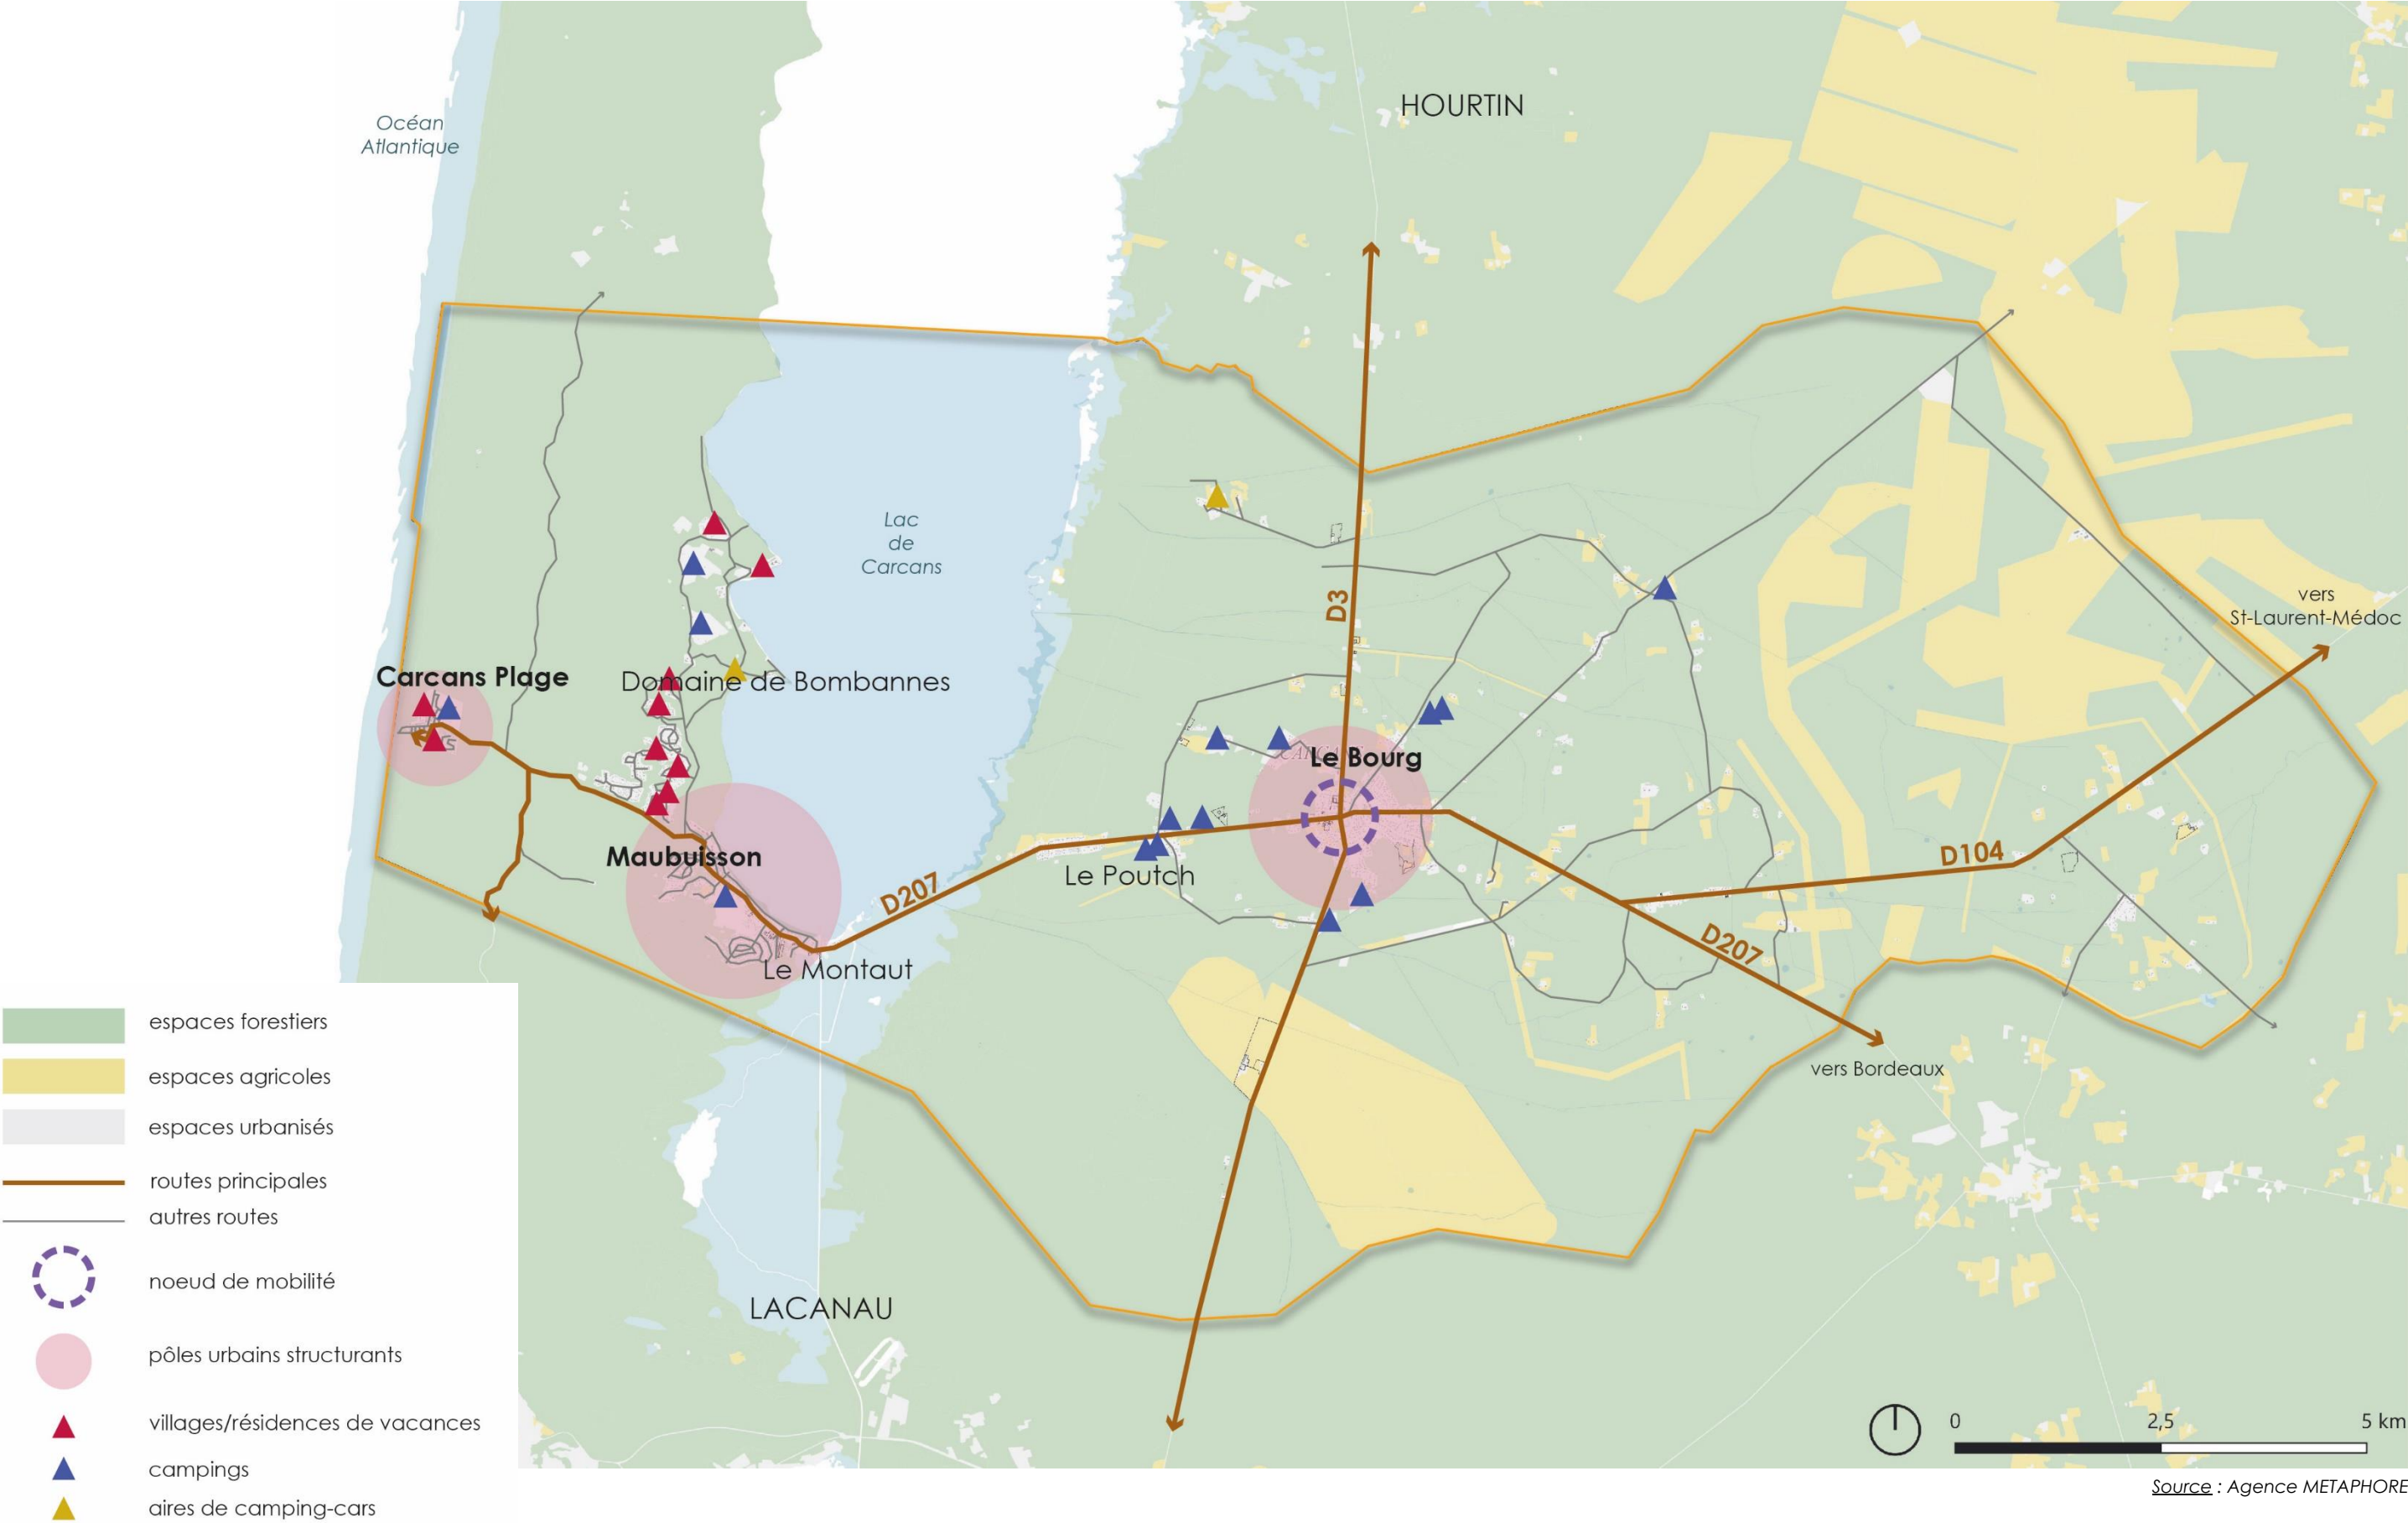 HOURTIN
Océan
Atlantique
Lac
de
Carcans
D3
vers
St-Laurent-Médoc
Carcans Plage
Domaine de Bombannes
Le Bourg
Maubuisson
D207
Le Poutch
D104
D207
Le Montaut
vers Bordeaux
LACANAU
espaces forestiers
espaces agricoles
espaces urbanisés
routes principales
autres routes
noeud de mobilité
pôles urbains structurants
villages/résidences de vacances
campings
aires de camping-cars
0 2,5 5 km
Source : Agence METAPHORE